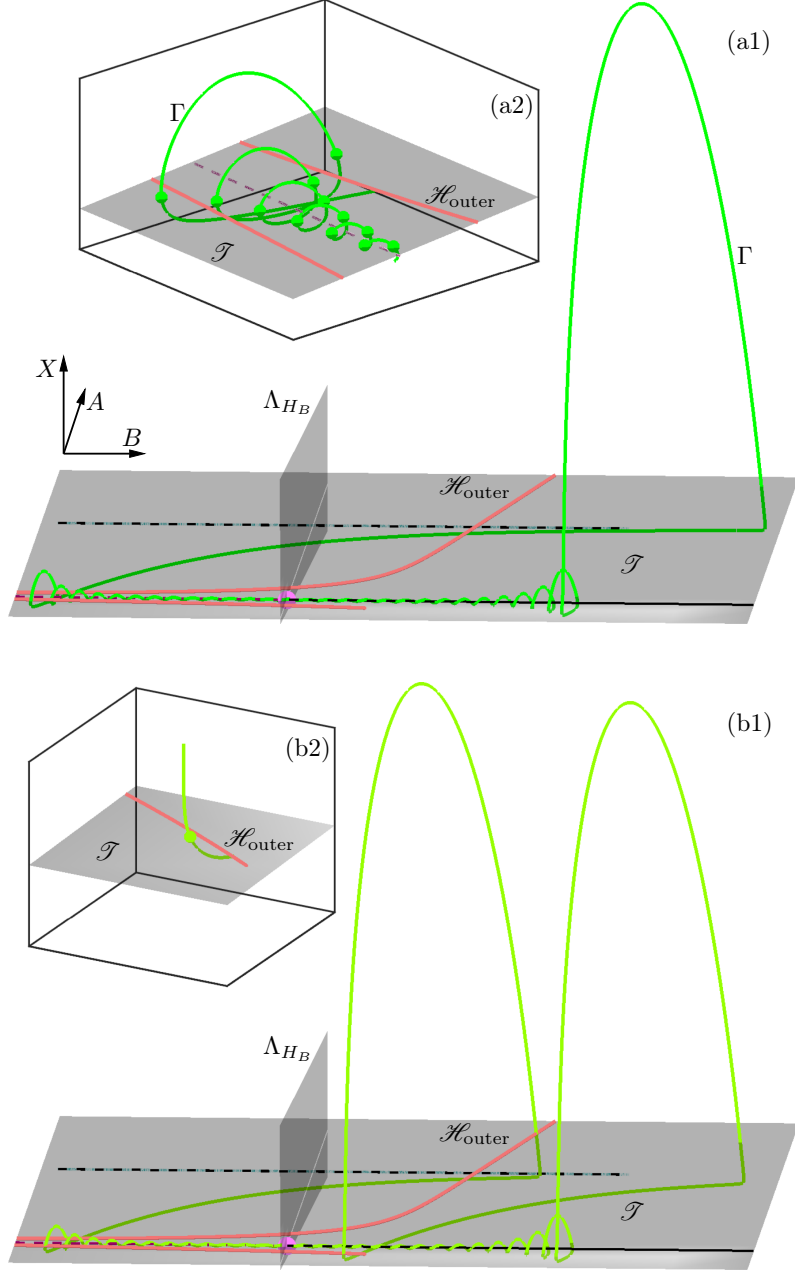 (a1)
(a2)
Γ
ℋouter
𝒯
Γ
X
A
B
Λ_{H_B}
ℋouter
𝒯
(b1)
(b2)
ℋouter
𝒯
Λ_{H_B}
ℋouter
𝒯